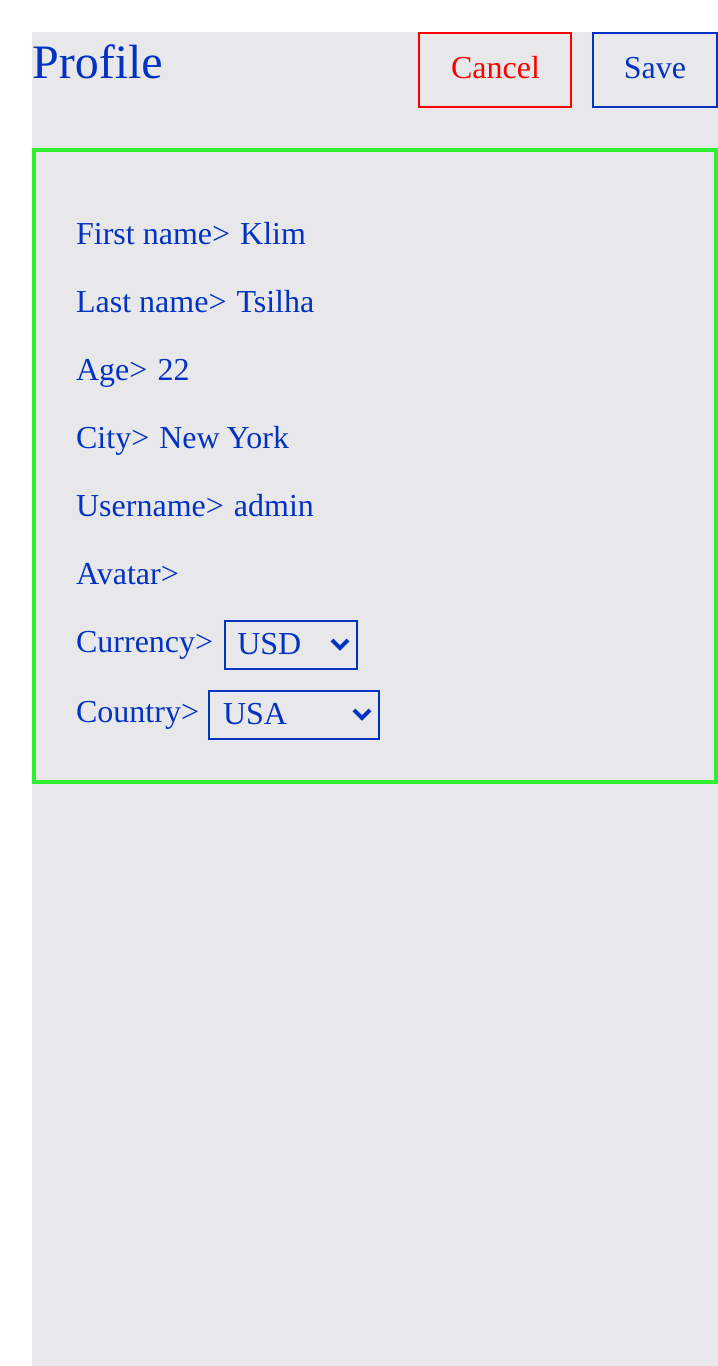 Profile Cancel Save
First name> Klim
Last name> Tsilha
Age> 22
City> New York
Username> admin
Avatar>
Currency> USD
Country> USA